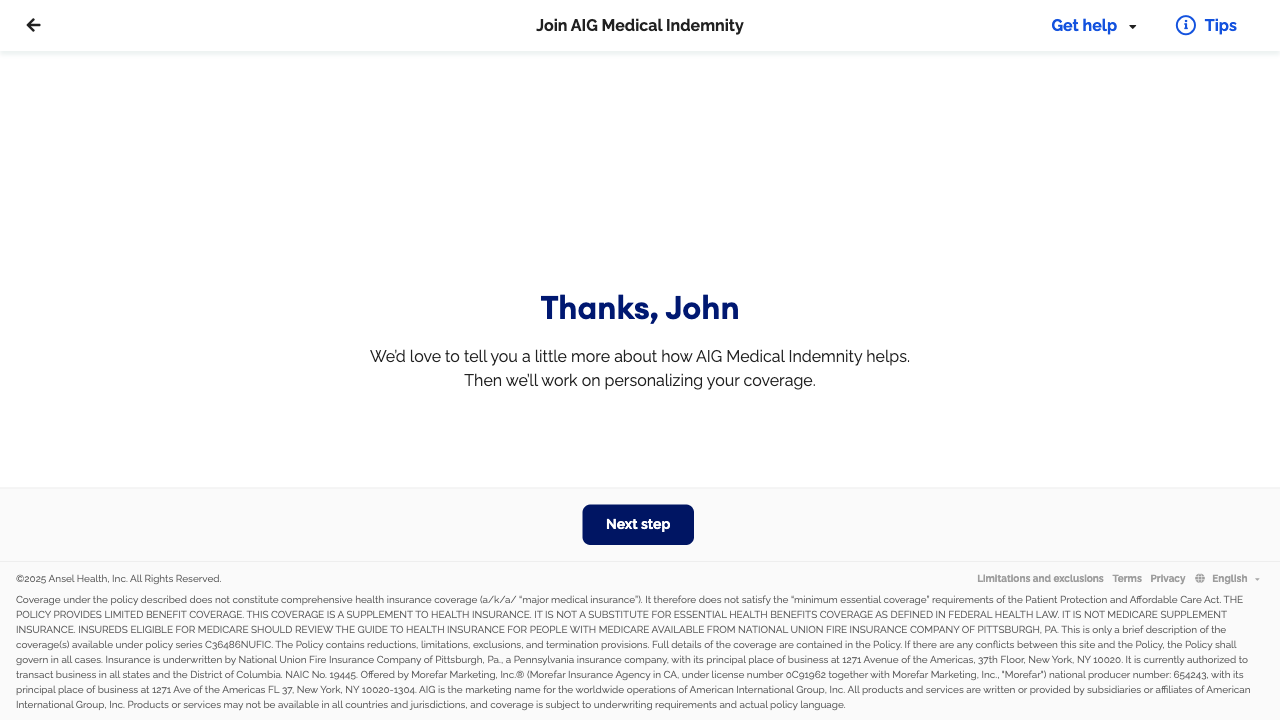 Join AIG Medical Indemnity
Get help
Tips
Thanks, John
We'd love to tell you a little more about how AIG Medical Indemnity helps.
Then we'll work on personalizing your coverage.
Next step
©2025 Ansel Health, Inc. All Rights Reserved.
Limitations and exclusions Terms Privacy English
Coverage under the policy described does not constitute comprehensive health insurance coverage (a/k/a/ “major medical insurance”). It therefore does not satisfy the “minimum essential coverage” requirements of the Patient Protection and Affordable Care Act. THE
POLICY PROVIDES LIMITED BENEFIT COVERAGE. THIS COVERAGE IS A SUPPLEMENT TO HEALTH INSURANCE. IT IS NOT A SUBSTITUTE FOR ESSENTIAL HEALTH BENEFITS COVERAGE AS DEFINED IN FEDERAL HEALTH LAW. IT IS NOT MEDICARE SUPPLEMENT
INSURANCE. INSUREDS ELIGIBLE FOR MEDICARE SHOULD REVIEW THE GUIDE TO HEALTH INSURANCE FOR PEOPLE WITH MEDICARE AVAILABLE FROM NATIONAL UNION FIRE INSURANCE COMPANY OF PITTSBURGH, PA. This is only a brief description of the
coverage(s) available under policy series C36486NUFIC. The Policy contains reductions, limitations, exclusions, and termination provisions. Full details of the coverage are contained in the Policy. If there are any conflicts between this site and the Policy, the Policy shall
govern in all cases. Insurance is underwritten by National Union Fire Insurance Company of Pittsburgh, Pa., a Pennsylvania insurance company, with its principal place of business at 1271 Avenue of the Americas, 37th Floor, New York, NY 10020. It is currently authorized to
transact business in all states and the District of Columbia. NAIC No. 19445. Offered by Morefar Marketing, Inc.® (Morefar Insurance Agency in CA, under license number 0C91962 together with Morefar Marketing, Inc., "Morefar") national producer number: 654243, with its
principal place of business at 1271 Ave of the Americas FL 37, New York, NY 10020-1304. AIG is the marketing name for the worldwide operations of American International Group, Inc. All products and services are written or provided by subsidiaries or affiliates of American
International Group, Inc. Products or services may not be available in all countries and jurisdictions, and coverage is subject to underwriting requirements and actual policy language.